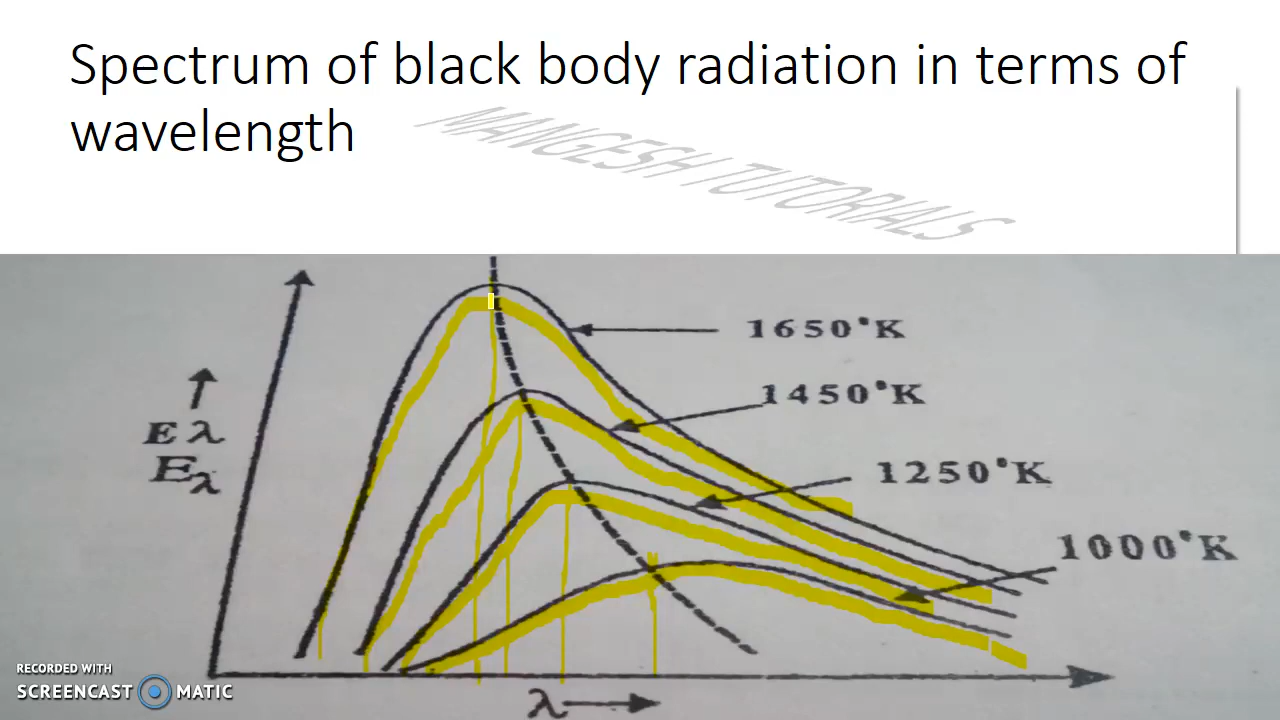 Spectrum of black body radiation in terms of
wavelength
MANGESH TUTORIALS
1650°K
1450°K
E λ
Eλ
1250°K
1000°K
RECORDED WITH
SCREENCAST MATIC
λ